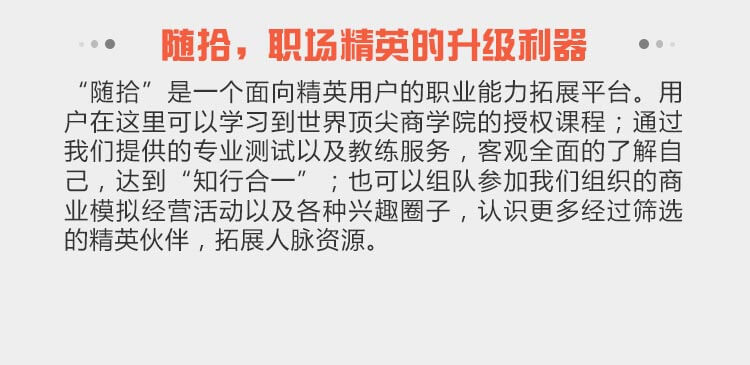 随拾，职场精英的升级利器
“随拾”是一个面向精英用户的职业能力拓展平台。用
户在这里可以学习到世界顶尖商学院的授权课程；通过
我们提供的专业测试以及教练服务，客观全面的了解自
己，达到“知行合一”；也可以组队参加我们组织的商
业模拟经营活动以及各种兴趣圈子，认识更多经过筛选
的精英伙伴，拓展人脉资源。